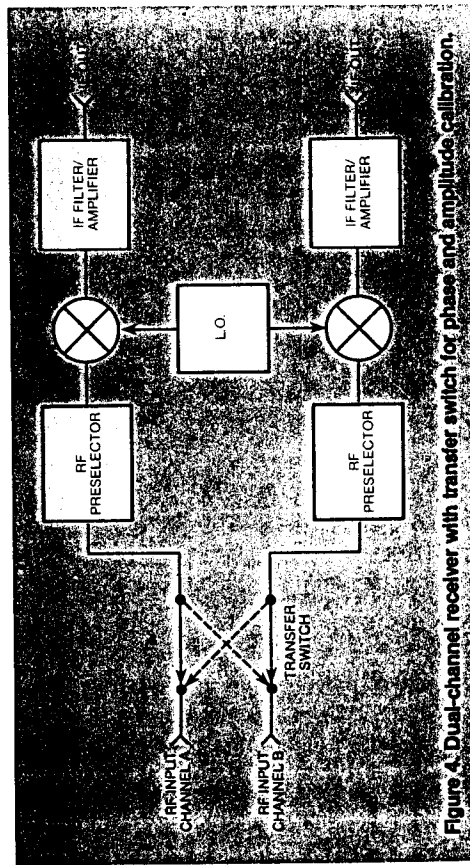 RF INPUT
CHANNEL A
RF
PRESELECTOR
IF FILTER/
AMPLIFIER
IF OUT
L.O.
TRANSFER
SWITCH
RF INPUT
CHANNEL B
RF
PRESELECTOR
IF FILTER/
AMPLIFIER
IF OUT
Figure 4. Dual-channel receiver with transfer switch for phase and amplitude calibration.